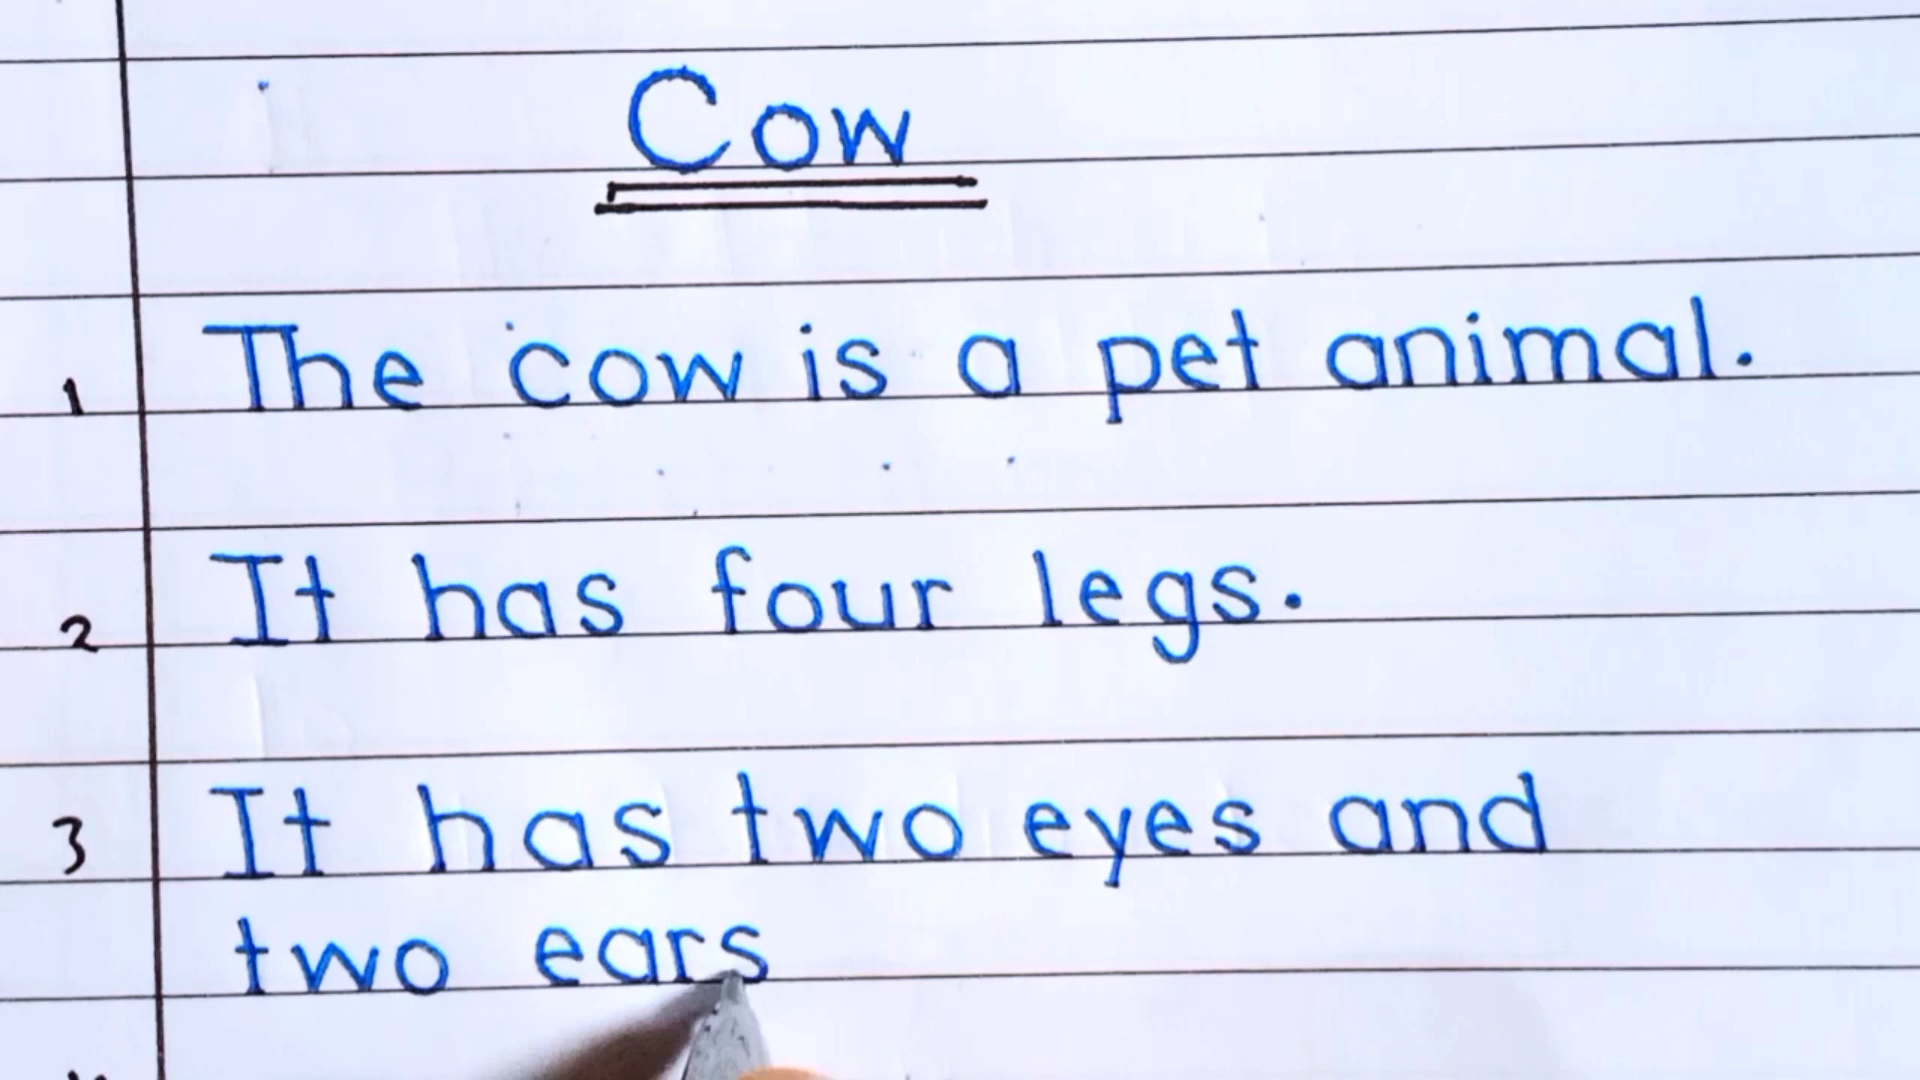 Cow
1 The cow is a pet animal.
2 It has four legs.
3 It has two eyes and
two ears